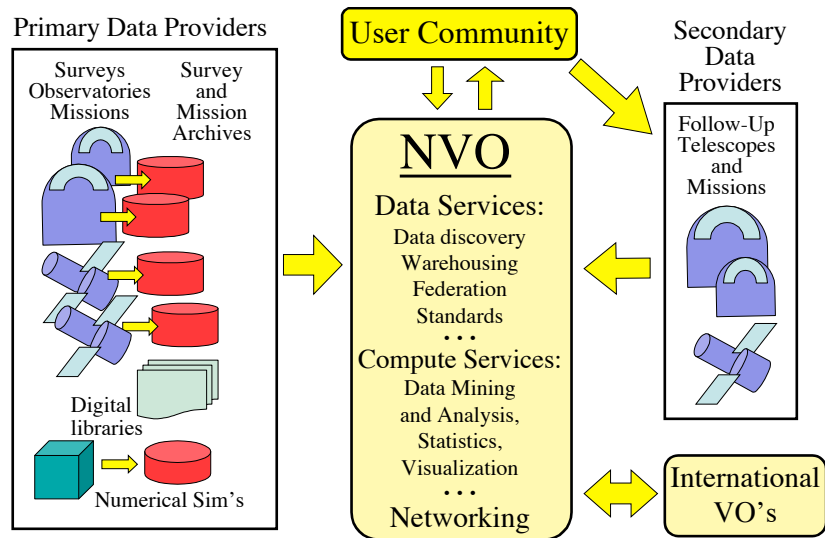 Primary Data Providers
Surveys
Observatories
Missions
Survey
and
Mission
Archives
Digital
libraries
Numerical Sim's
User Community
NVO
Data Services:
Data discovery
Warehousing
Federation
Standards
...
Compute Services:
Data Mining
and Analysis,
Statistics,
Visualization
...
Networking
Secondary
Data
Providers
Follow-Up
Telescopes
and
Missions
International
VO's